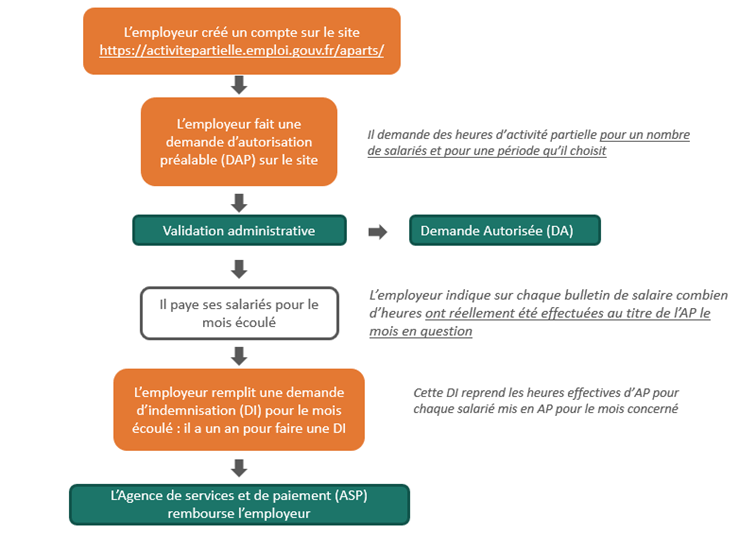 L’employeur créé un compte sur le site
https://activitepartielle.emploi.gouv.fr/aparts/
L’employeur fait une
demande d’autorisation
préalable (DAP) sur le site
Il demande des heures d’activité partielle pour un nombre
de salariés et pour une période qu’il choisit
Validation administrative
Demande Autorisée (DA)
Il paye ses salariés pour le
mois écoulé
L’employeur indique sur chaque bulletin de salaire combien
d’heures ont réellement été effectuées au titre de l’AP le
mois en question
L’employeur remplit une demande
d’indemnisation (DI) pour le mois
écoulé : il a un an pour faire une DI
Cette DI reprend les heures effectives d’AP pour
chaque salarié mis en AP pour le mois concerné
L’Agence de services et de paiement (ASP)
rembourse l’employeur